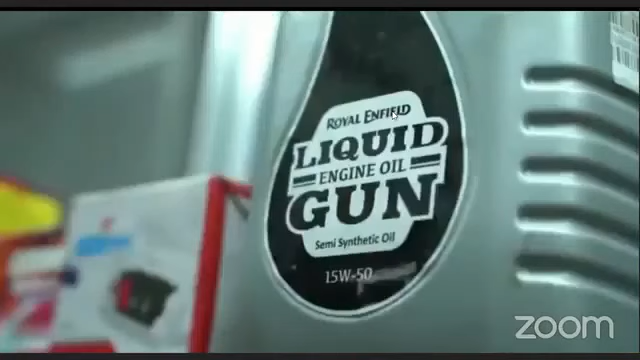 ROYAL ENFIELD
LIQUID
ENGINE OIL
GUN
Semi Synthetic Oil
15W-50
zoom